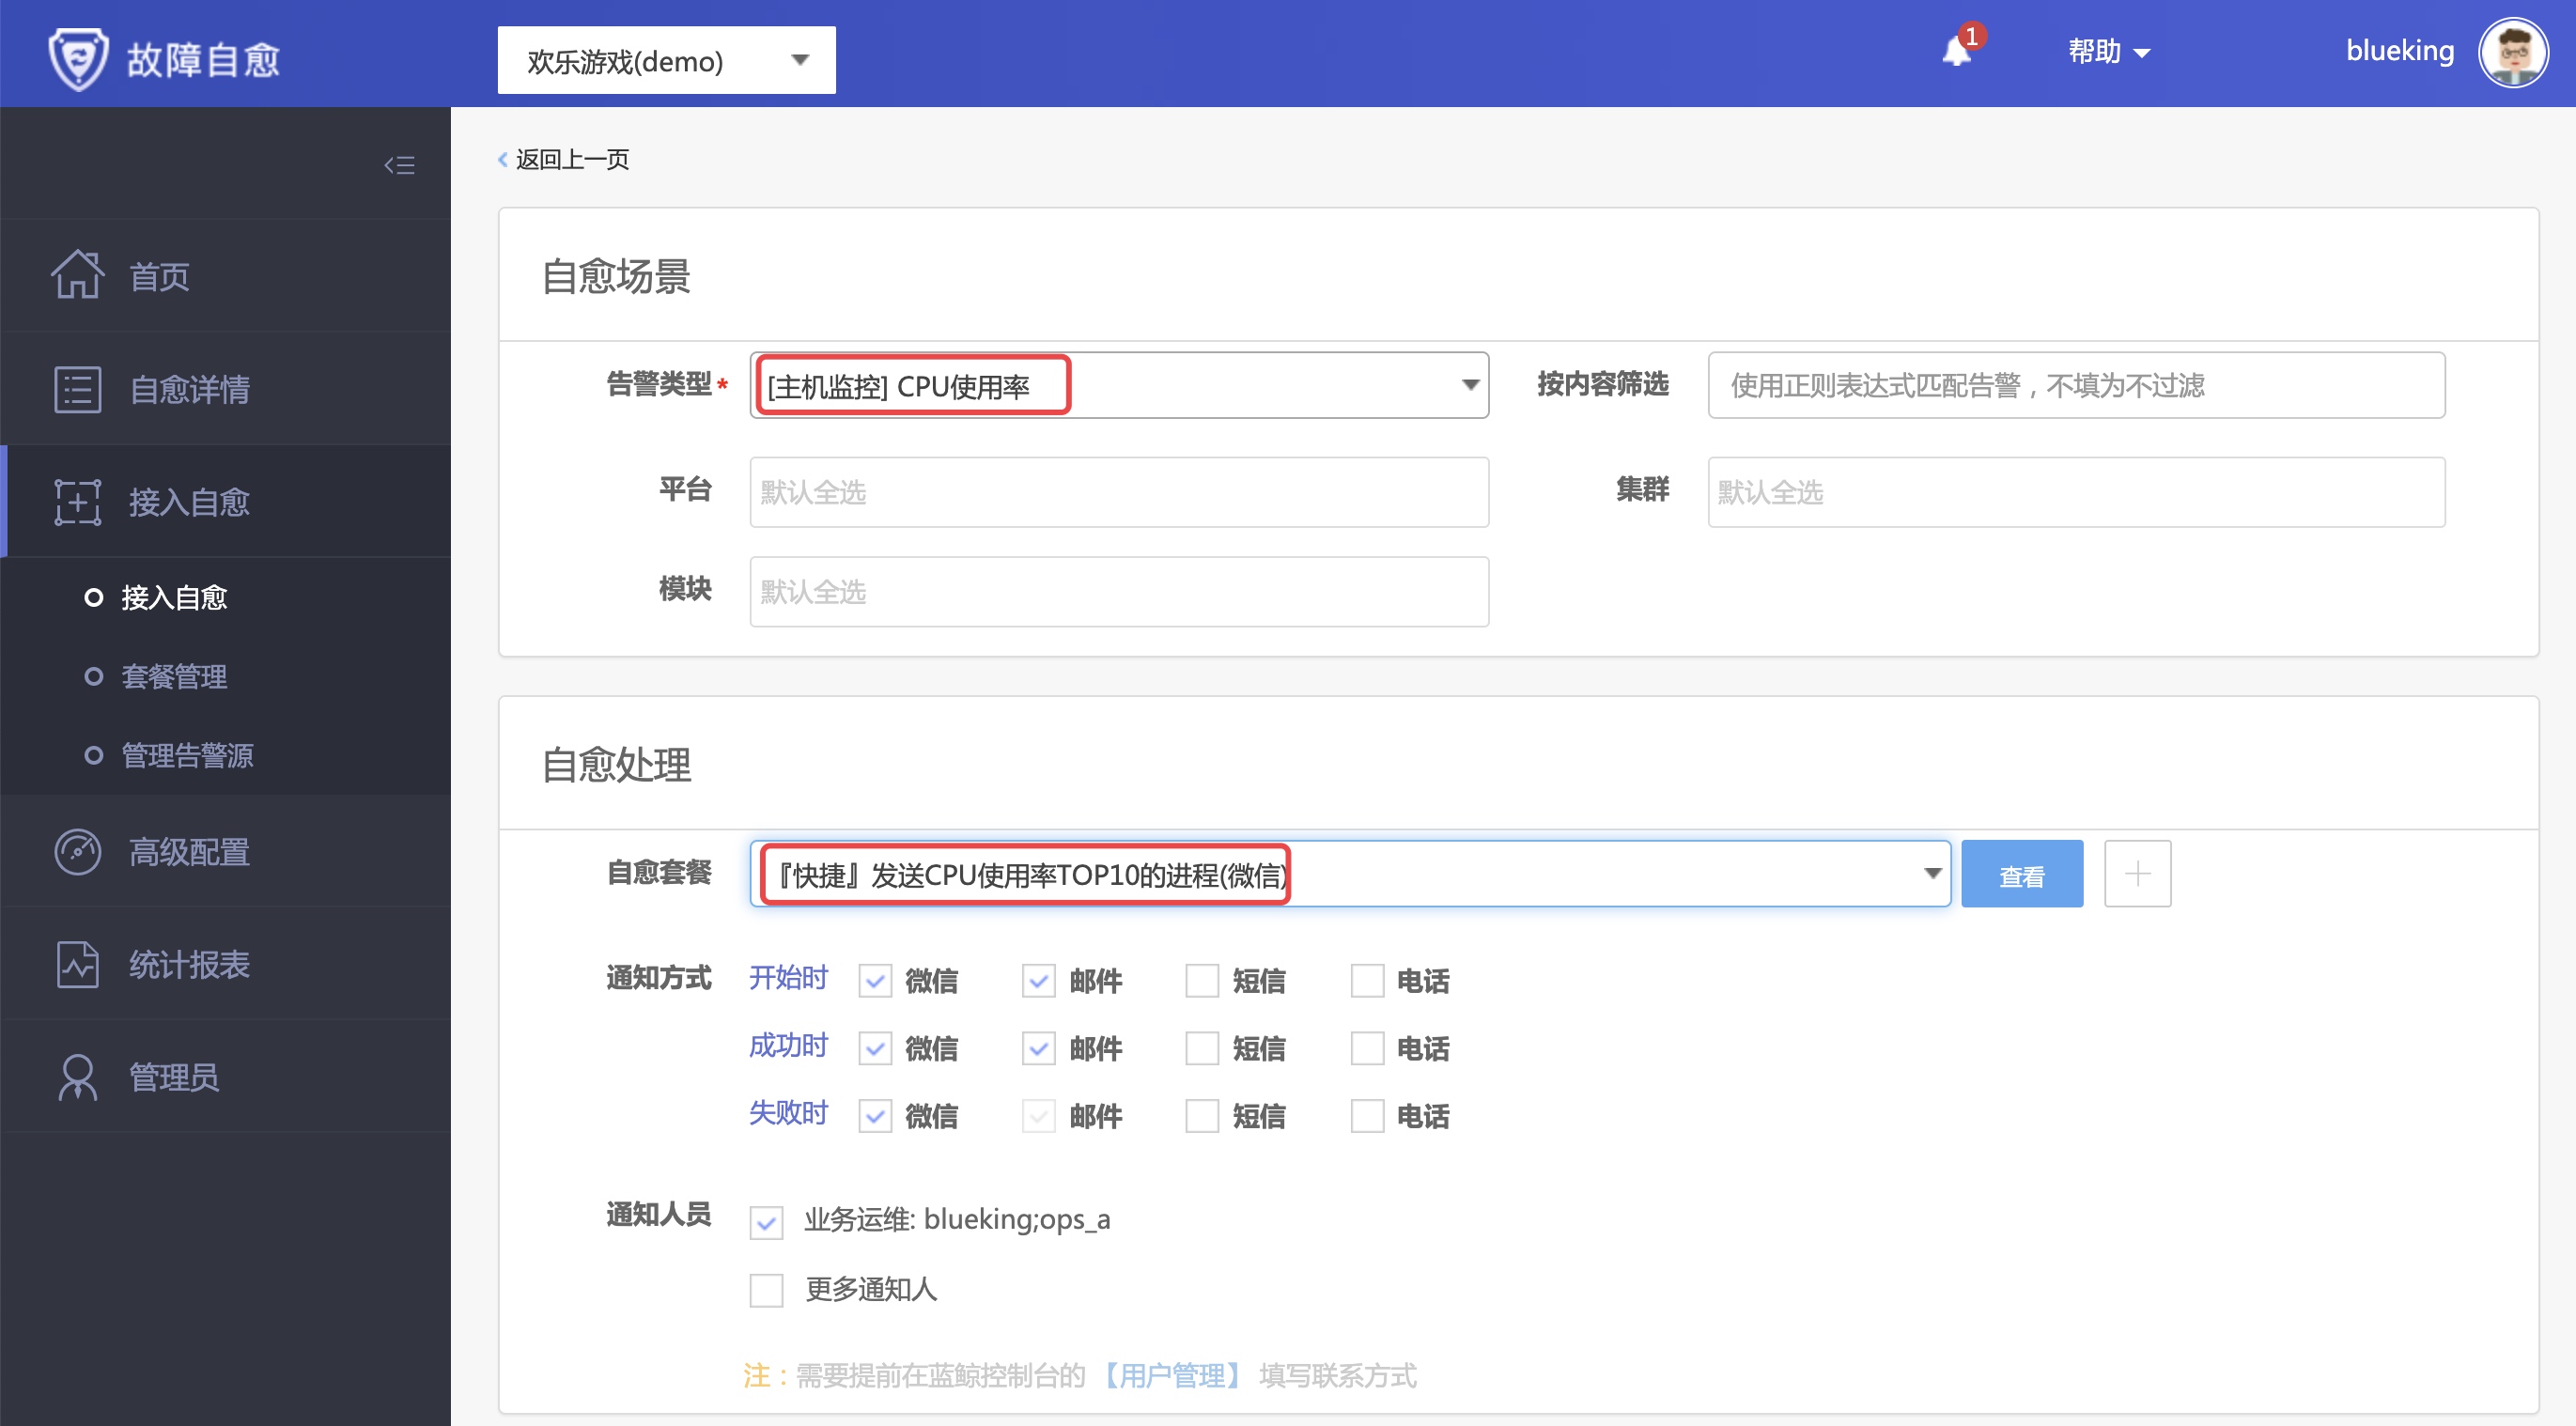 故障自愈
欢乐游戏(demo)
1
帮助
blueking
返回上一页
首页
自愈详情
接入自愈
接入自愈
套餐管理
管理告警源
高级配置
统计报表
管理员
自愈场景
告警类型* [主机监控] CPU使用率
按内容筛选 使用正则表达式匹配告警，不填为不过滤
平台 默认全选
集群 默认全选
模块 默认全选
自愈处理
自愈套餐 『快捷』发送CPU使用率TOP10的进程(微信) 查看
通知方式 开始时 微信 邮件 短信 电话
成功时 微信 邮件 短信 电话
失败时 微信 邮件 短信 电话
通知人员 业务运维: blueking;ops_a
更多通知人
注：需要提前在蓝鲸控制台的【用户管理】填写联系方式